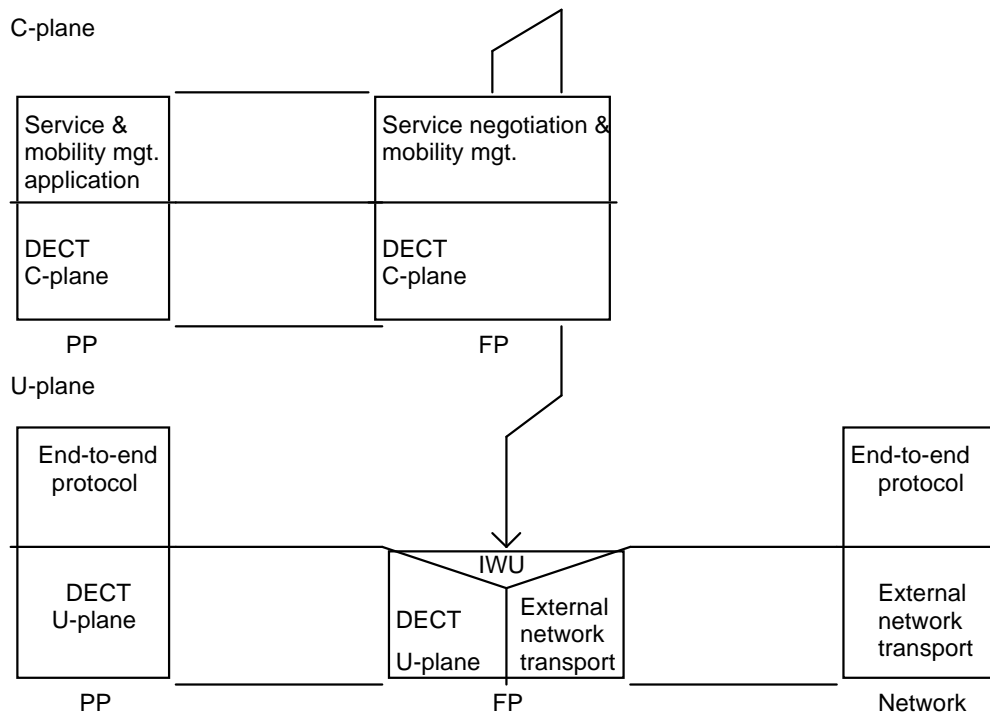 C-plane
Service &
mobility mgt.
application
Service negotiation &
mobility mgt.
DECT
C-plane
DECT
C-plane
PP
FP
U-plane
End-to-end
protocol
End-to-end
protocol
DECT
U-plane
IWU
DECT
U-plane
External
network
transport
External
network
transport
PP
FP
Network